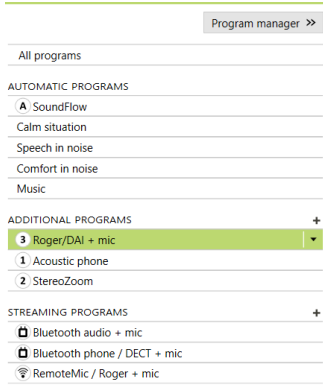 Program manager »
All programs
AUTOMATIC PROGRAMS
A SoundFlow
Calm situation
Speech in noise
Comfort in noise
Music
ADDITIONAL PROGRAMS +
3 Roger/DAI + mic
1 Acoustic phone
2 StereoZoom
STREAMING PROGRAMS +
Bluetooth audio + mic
Bluetooth phone / DECT + mic
RemoteMic / Roger + mic